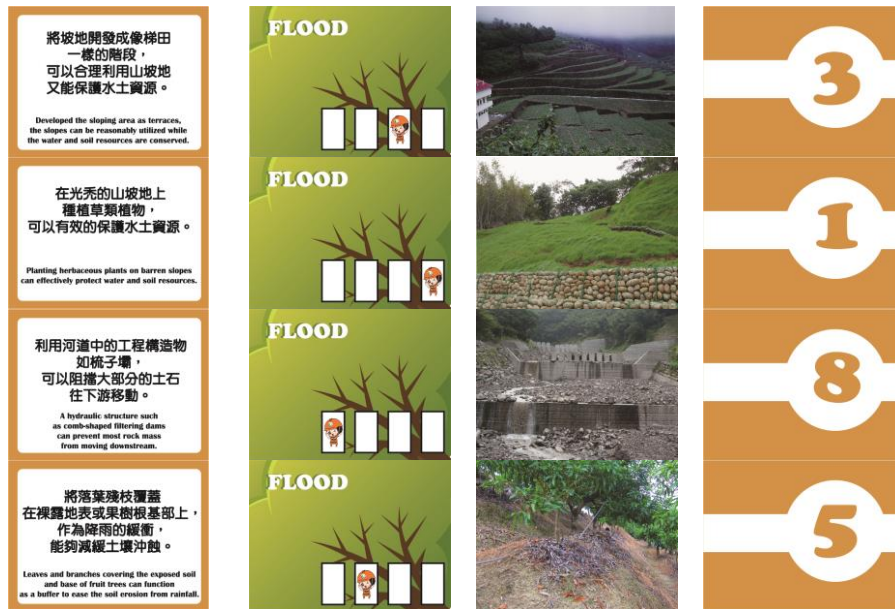 將坡地開發成像梯田
一樣的階段，
可以合理利用山坡地
又能保護水土資源。
Developed the sloping area as terraces,
the slopes can be reasonably utilized while
the water and soil resources are conserved.
FLOOD
3
在光禿的山坡地上
種植草類植物，
可以有效的保護水土資源。
Planting herbaceous plants on barren slopes
can effectively protect water and soil resources.
FLOOD
1
利用河道中的工程構造物
如梳子壩，
可以阻擋大部分的土石
往下游移動。
A hydraulic structure such
as comb-shaped filtering dams
can prevent most rock mass
from moving downstream.
FLOOD
8
將落葉殘枝覆蓋
在裸露地表或果樹根基部上，
作為降雨的緩衝，
能夠減緩土壤沖蝕。
Leaves and branches covering the exposed soil
and base of fruit trees can function
as a buffer to ease the soil erosion from rainfall.
FLOOD
5